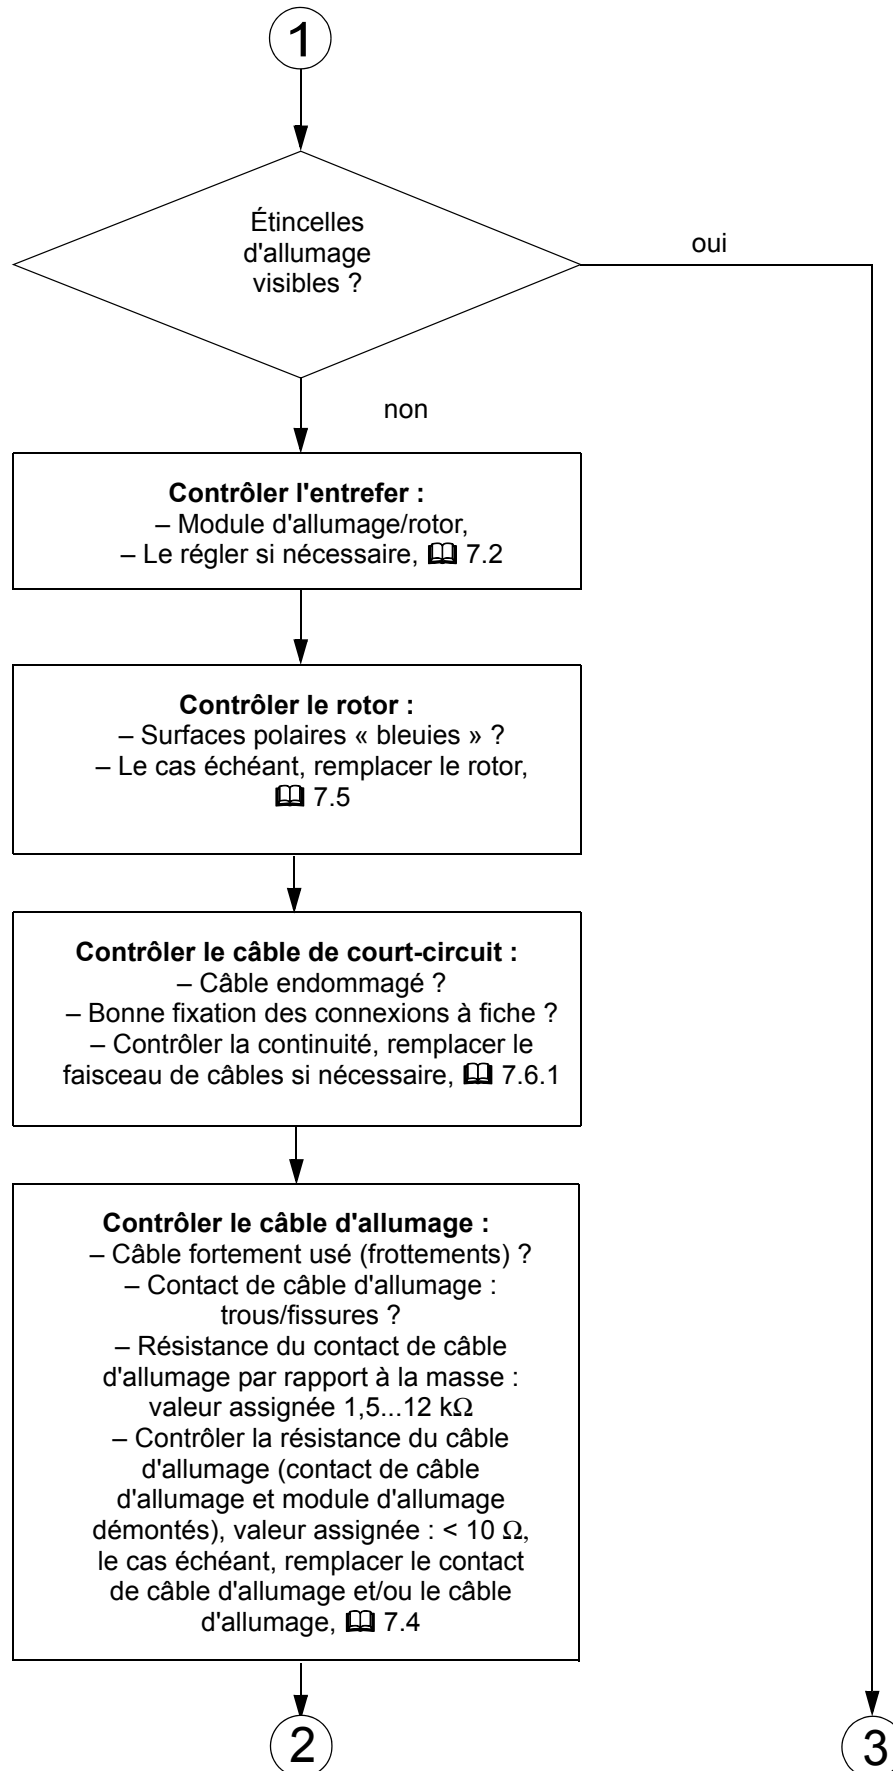 1
Étincelles
d'allumage
visibles ?
oui
non
Contrôler l'entrefer :
– Module d'allumage/rotor,
– Le régler si nécessaire, 🕮 7.2
Contrôler le rotor :
– Surfaces polaires « bleuies » ?
– Le cas échéant, remplacer le rotor,
🕮 7.5
Contrôler le câble de court-circuit :
– Câble endommagé ?
– Bonne fixation des connexions à fiche ?
– Contrôler la continuité, remplacer le
faisceau de câbles si nécessaire, 🕮 7.6.1
Contrôler le câble d'allumage :
– Câble fortement usé (frottements) ?
– Contact de câble d'allumage :
trous/fissures ?
– Résistance du contact de câble
d'allumage par rapport à la masse :
valeur assignée 1,5...12 kΩ
– Contrôler la résistance du câble
d'allumage (contact de câble
d'allumage et module d'allumage
démontés), valeur assignée : < 10 Ω,
le cas échéant, remplacer le contact
de câble d'allumage et/ou le câble
d'allumage, 🕮 7.4
2
3